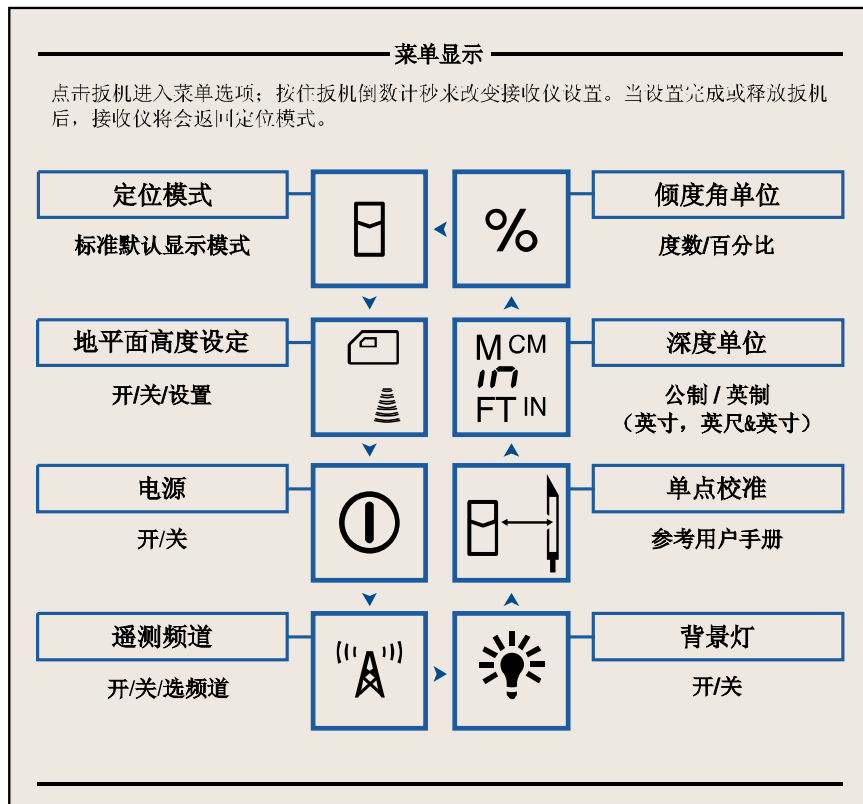 菜单显示
点击扳机进入菜单选项；按住扳机倒数计秒来改变接收仪设置。当设置完成或释放扳机
后，接收仪将会返回定位模式。
定位模式
标准默认显示模式
%
倾度角单位
度数/百分比
地平面高度设定
开/关/设置
M CM
in
FT IN
深度单位
公制 / 英制
（英寸，英尺&英寸）
电源
开/关
单点校准
参考用户手册
遥测频道
开/关/选频道
背景灯
开/关